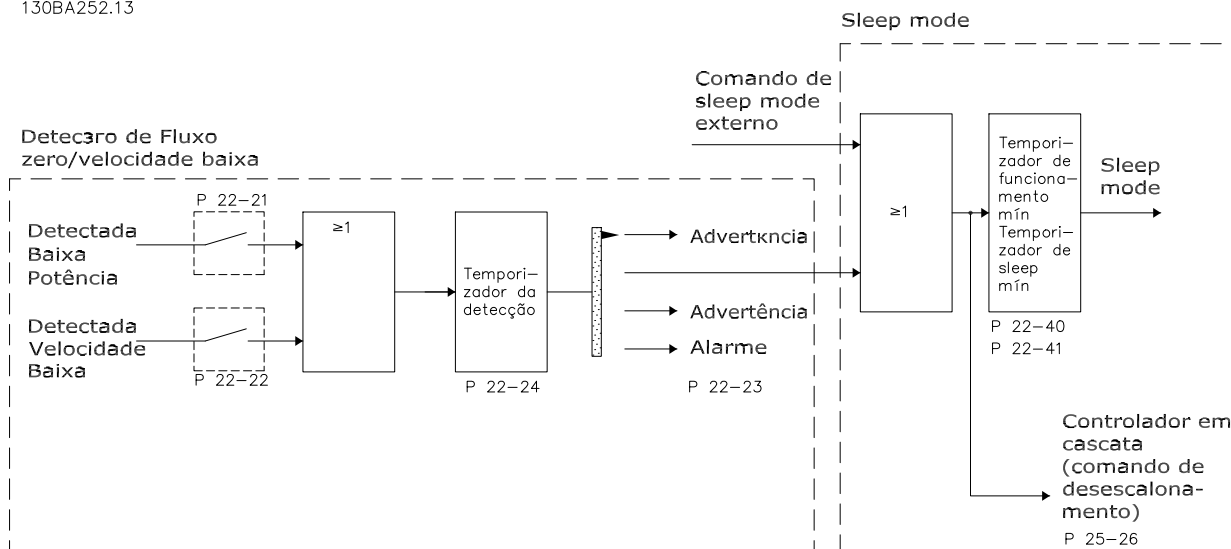 130BA252.13
Sleep mode
Comando de
sleep mode
externo
Detecзгo de Fluxo
zero/velocidade baixa
P 22-21
Detectada
Baixa
Potência
≥1
Tempori-
zador da
detecção
P 22-24
Detectada
Velocidade
Baixa
P 22-22
Advertкncia
Advertência
Alarme
P 22-23
≥1
Tempori-
zador de
funciona-
mento
mín
Temporizador de
sleep
mín
P 22-40
P 22-41
Sleep
mode
Controlador em
cascata
(comando de
desescalona-
mento)
P 25-26